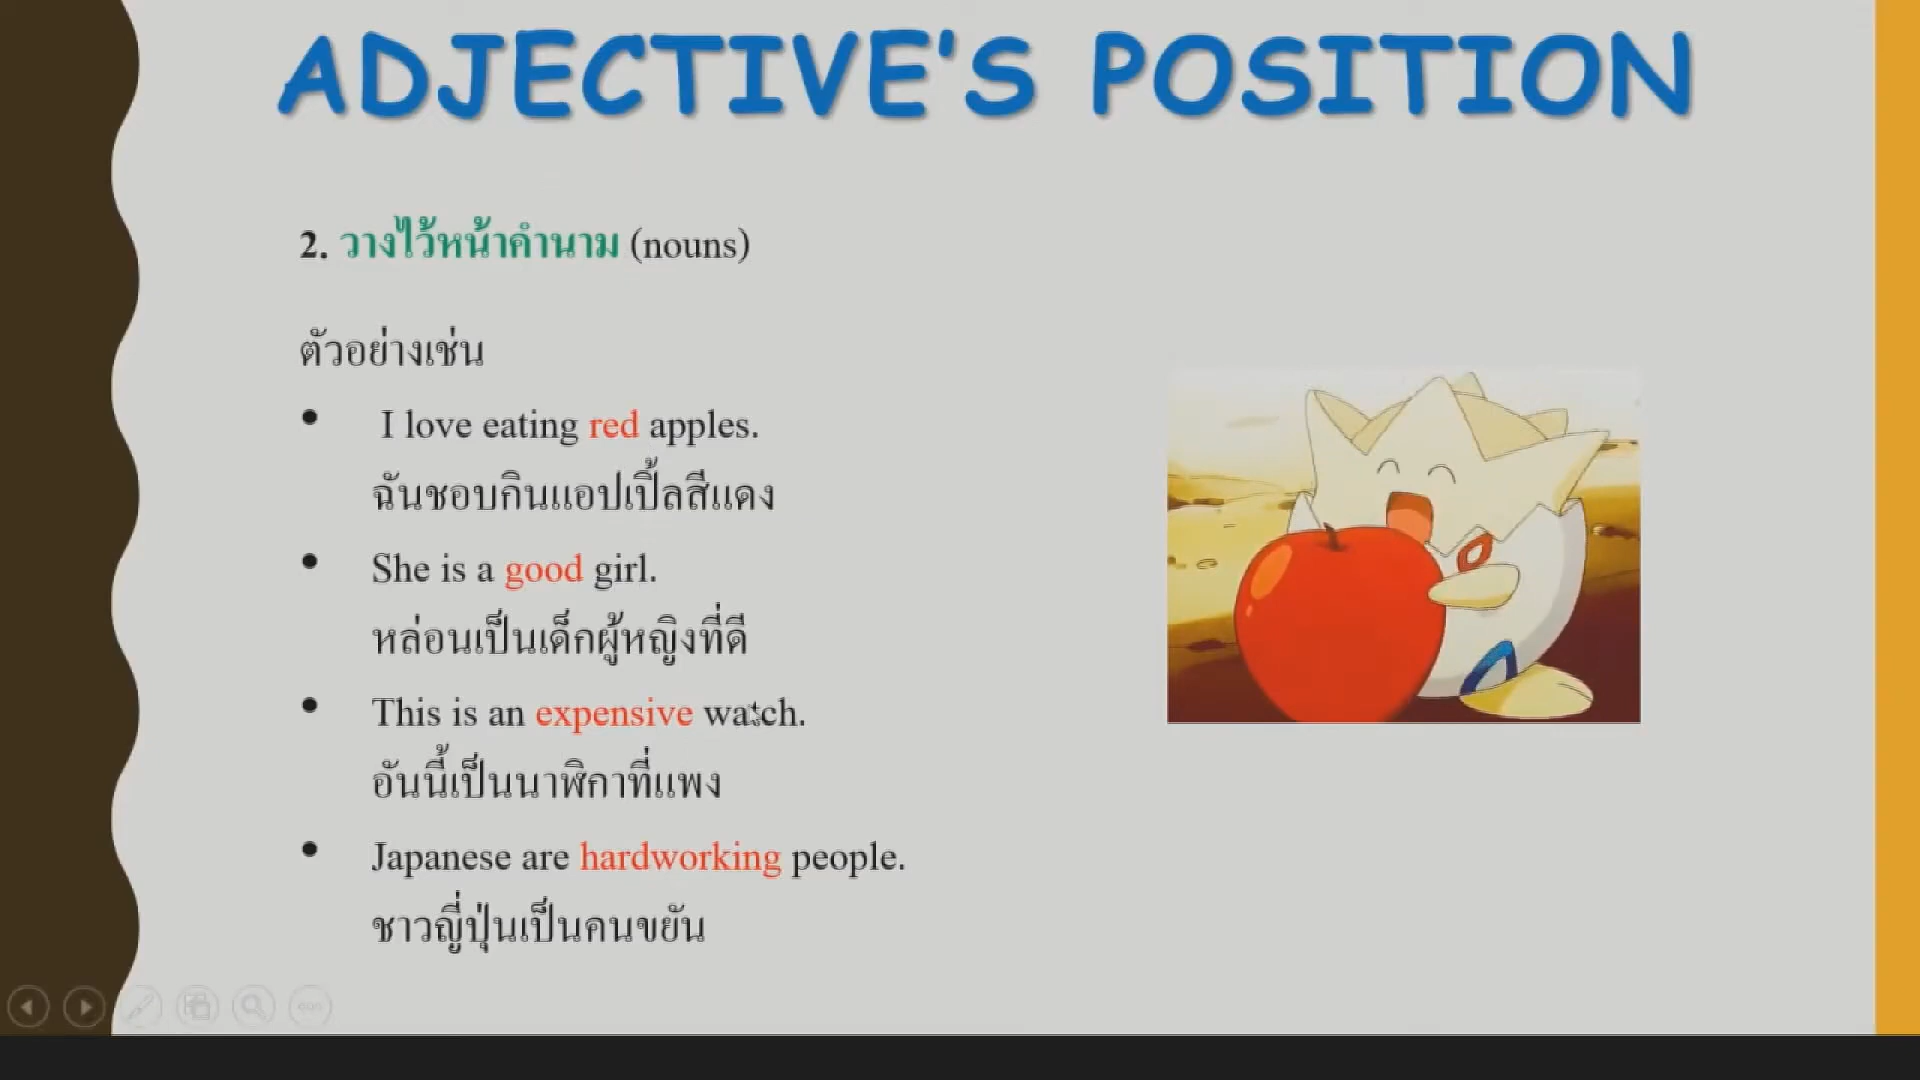 ADJECTIVE'S POSITION
2. วางไว้หน้าคำนาม (nouns)
ตัวอย่างเช่น
• I love eating red apples.
ฉันชอบกินแอปเปิ้ลสีแดง
• She is a good girl.
หล่อนเป็นเด็กผู้หญิงที่ดี
• This is an expensive watch.
อันนี้เป็นนาฬิกาที่แพง
• Japanese are hardworking people.
ชาวญี่ปุ่นเป็นคนขยัน